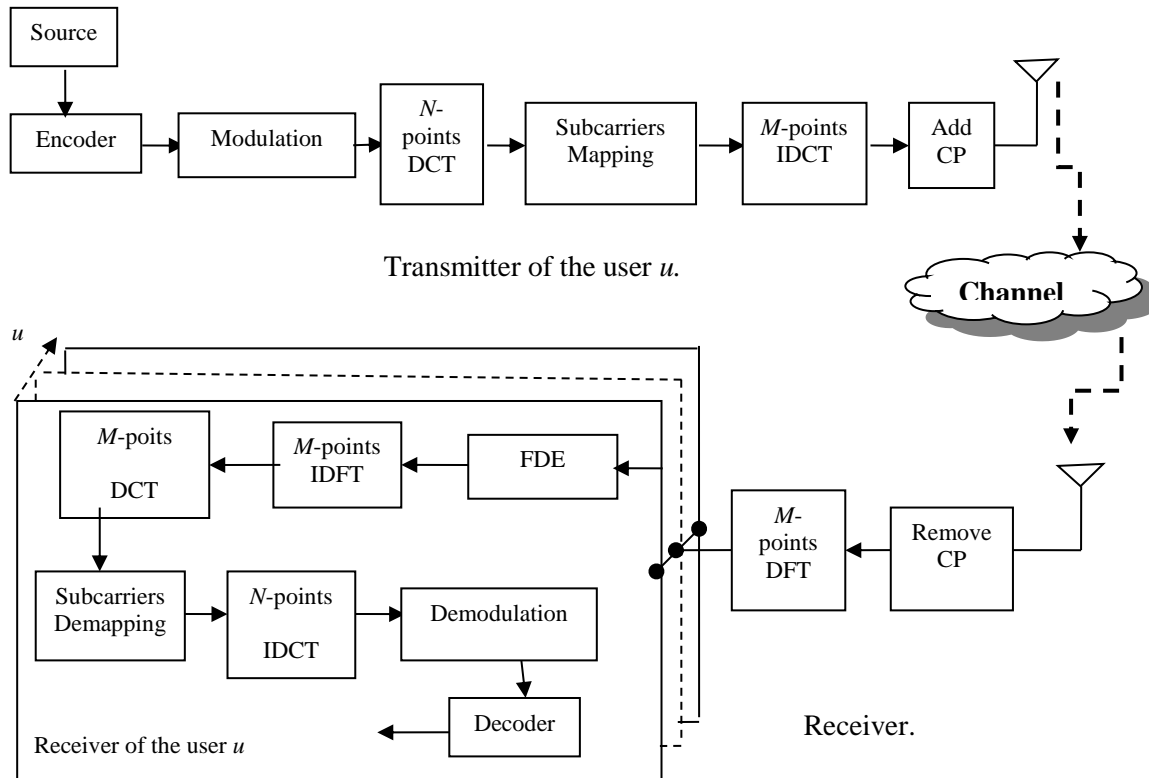 Source
Encoder
Modulation
N-
points
DCT
Subcarriers
Mapping
M-points
IDCT
Add
CP
Transmitter of the user u.
Channel
u
M-poits
DCT
M-points
IDFT
FDE
M-
points
DFT
Remove
CP
Subcarriers
Demapping
N-points
IDCT
Demodulation
Decoder
Receiver of the user u
Receiver.